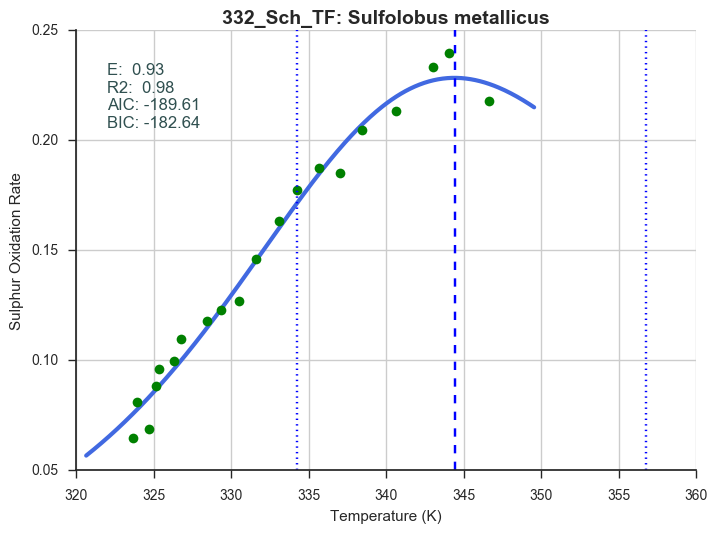 332_Sch_TF: Sulfolobus metallicus
E:  0.93
R2:  0.98
AIC: -189.61
BIC: -182.64
Sulphur Oxidation Rate
0.25
0.20
0.15
0.10
0.05
320 325 330 335 340 345 350 355 360
Temperature (K)